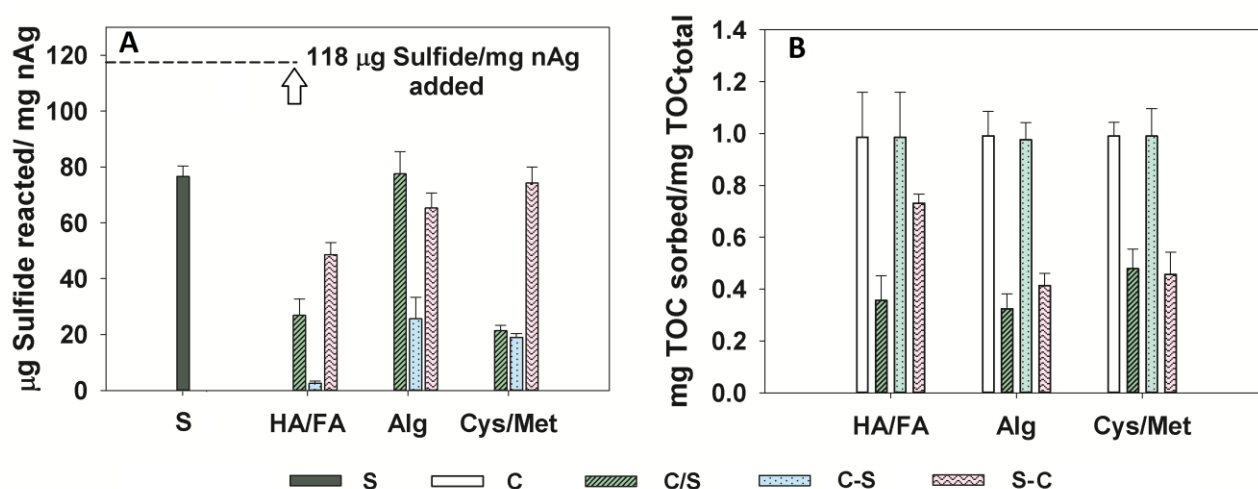 A
118 μg Sulfide/mg nAg
added
μg Sulfide reacted/ mg nAg
120
100
80
60
40
20
0
S
HA/FA
Alg
Cys/Met
B
mg TOC sorbed/mg TOCtotal
1.4
1.2
1.0
0.8
0.6
0.4
0.2
0.0
HA/FA
Alg
Cys/Met
S
C
C/S
C-S
S-C